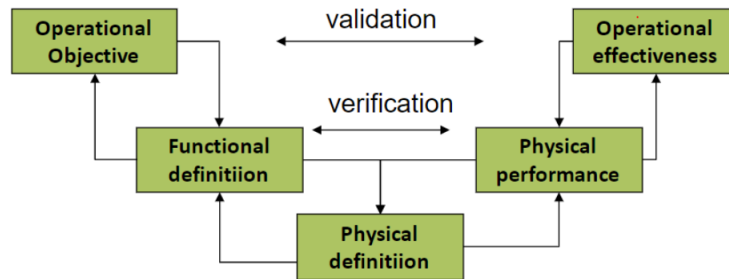 Operational
Objective
validation
Operational
effectiveness
verification
Functional
definitiion
Physical
performance
Physical
definitiion